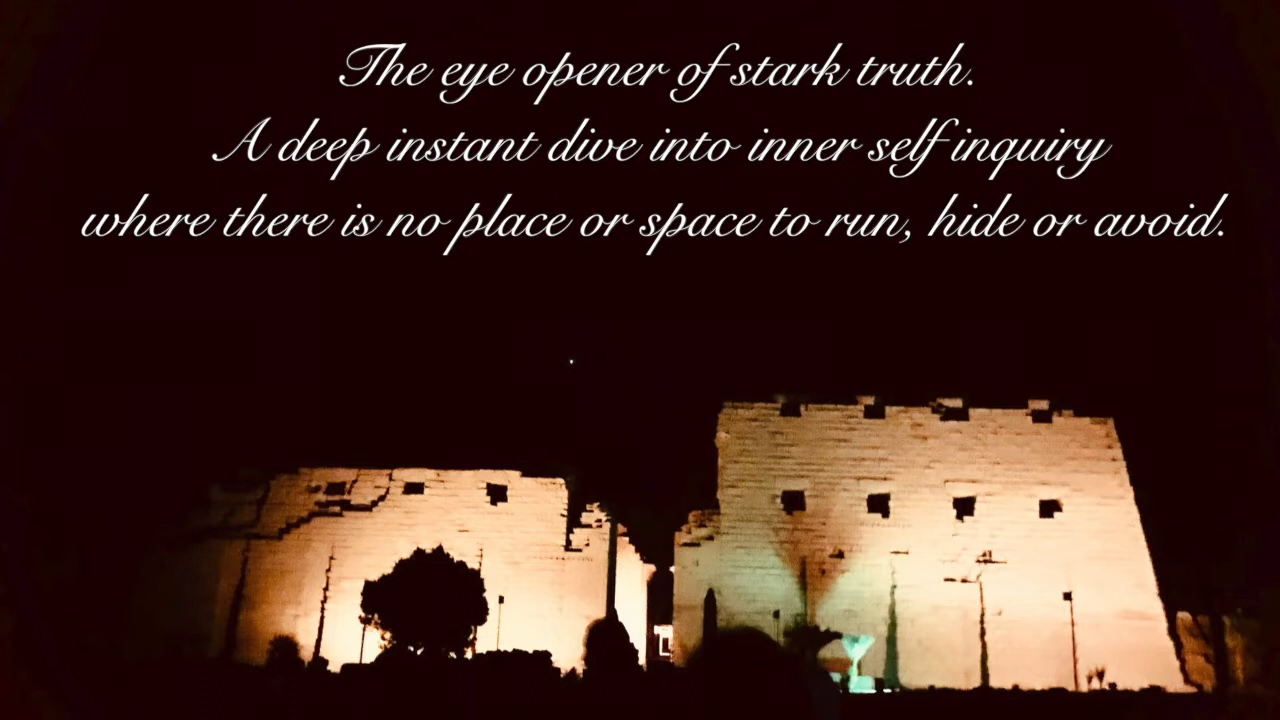 The eye opener of stark truth.
A deep instant dive into inner self inquiry
where there is no place or space to run, hide or avoid.